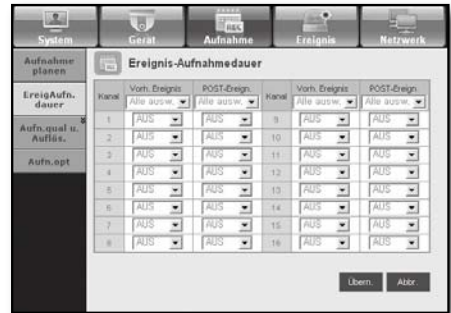 System Gerät Aufnahme Ereignis Netzwerk
REC
Aufnahme planen
EreigAufn. dauer
Aufn.qual u. Auflös.
Aufn.opt
Ereignis-Aufnahmedauer
Kanal Vorh. Ereignis POST-Ereign. Kanal Vorh. Ereignis POST-Ereign.
Alle ausw. Alle ausw. Alle ausw. Alle ausw.
1 AUS AUS 9 AUS AUS
2 AUS AUS 10 AUS AUS
3 AUS AUS 11 AUS AUS
4 AUS AUS 12 AUS AUS
5 AUS AUS 13 AUS AUS
6 AUS AUS 14 AUS AUS
7 AUS AUS 15 AUS AUS
8 AUS AUS 16 AUS AUS
Übern. Abbr.